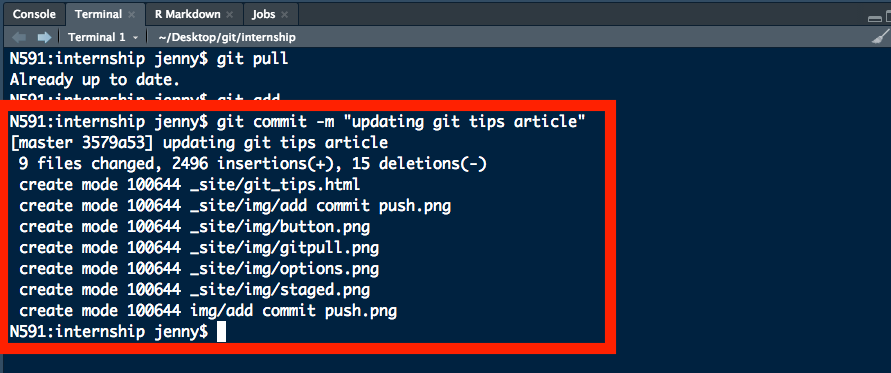 Console Terminal R Markdown Jobs
Terminal 1 ~/Desktop/git/internship
N591:internship jenny$ git pull
Already up to date.
N591:internship jenny$ git add
N591:internship jenny$ git commit -m "updating git tips article"
[master 3579a53] updating git tips article
9 files changed, 2496 insertions(+), 15 deletions(-)
create mode 100644 _site/git_tips.html
create mode 100644 _site/img/add commit push.png
create mode 100644 _site/img/button.png
create mode 100644 _site/img/gitpull.png
create mode 100644 _site/img/options.png
create mode 100644 _site/img/staged.png
create mode 100644 img/add commit push.png
N591:internship jenny$